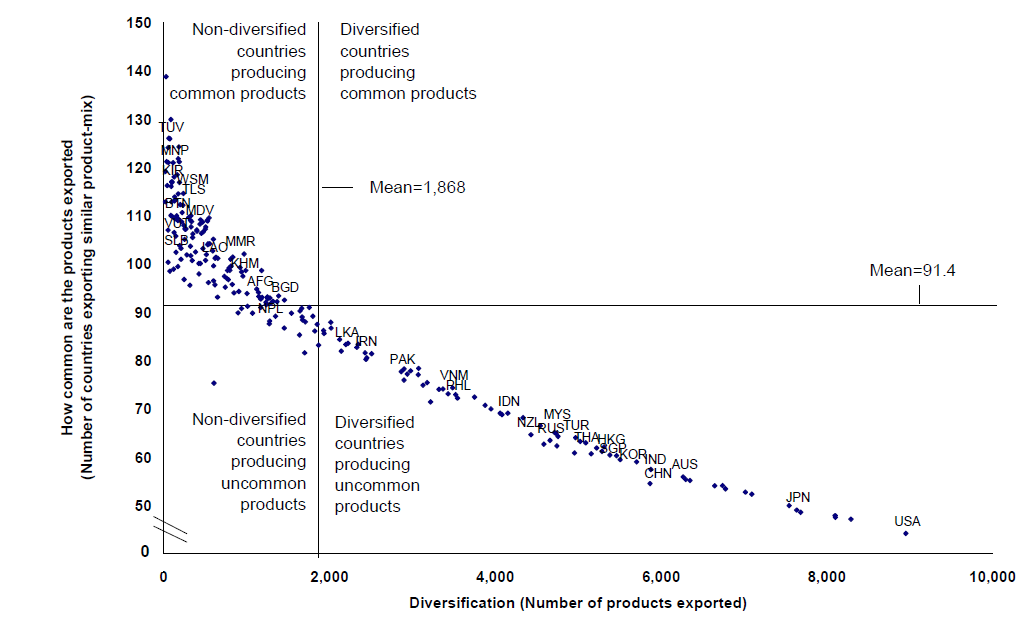 How common are the products exported
(Number of countries exporting similar product-mix)
150
140
130
120
110
100
90
80
70
60
50
0
Non-diversified
countries
producing
common products
Diversified
countries
producing
common products
Mean=1,868
Mean=91.4
TUV
MNP
KIR
WSM
TLS
BTN
MDV
VUT
SLB
LAO
MMR
KHM
AFG
BGD
NPL
LKA
IRN
PAK
VNM
PHL
IDN
NZL
MYS
RUS
TUR
THA
HKG
SGP
KOR
IND
CHN
AUS
JPN
USA
Non-diversified
countries
producing
uncommon
products
Diversified
countries
producing
uncommon
products
0
2,000
4,000
6,000
8,000
10,000
Diversification (Number of products exported)